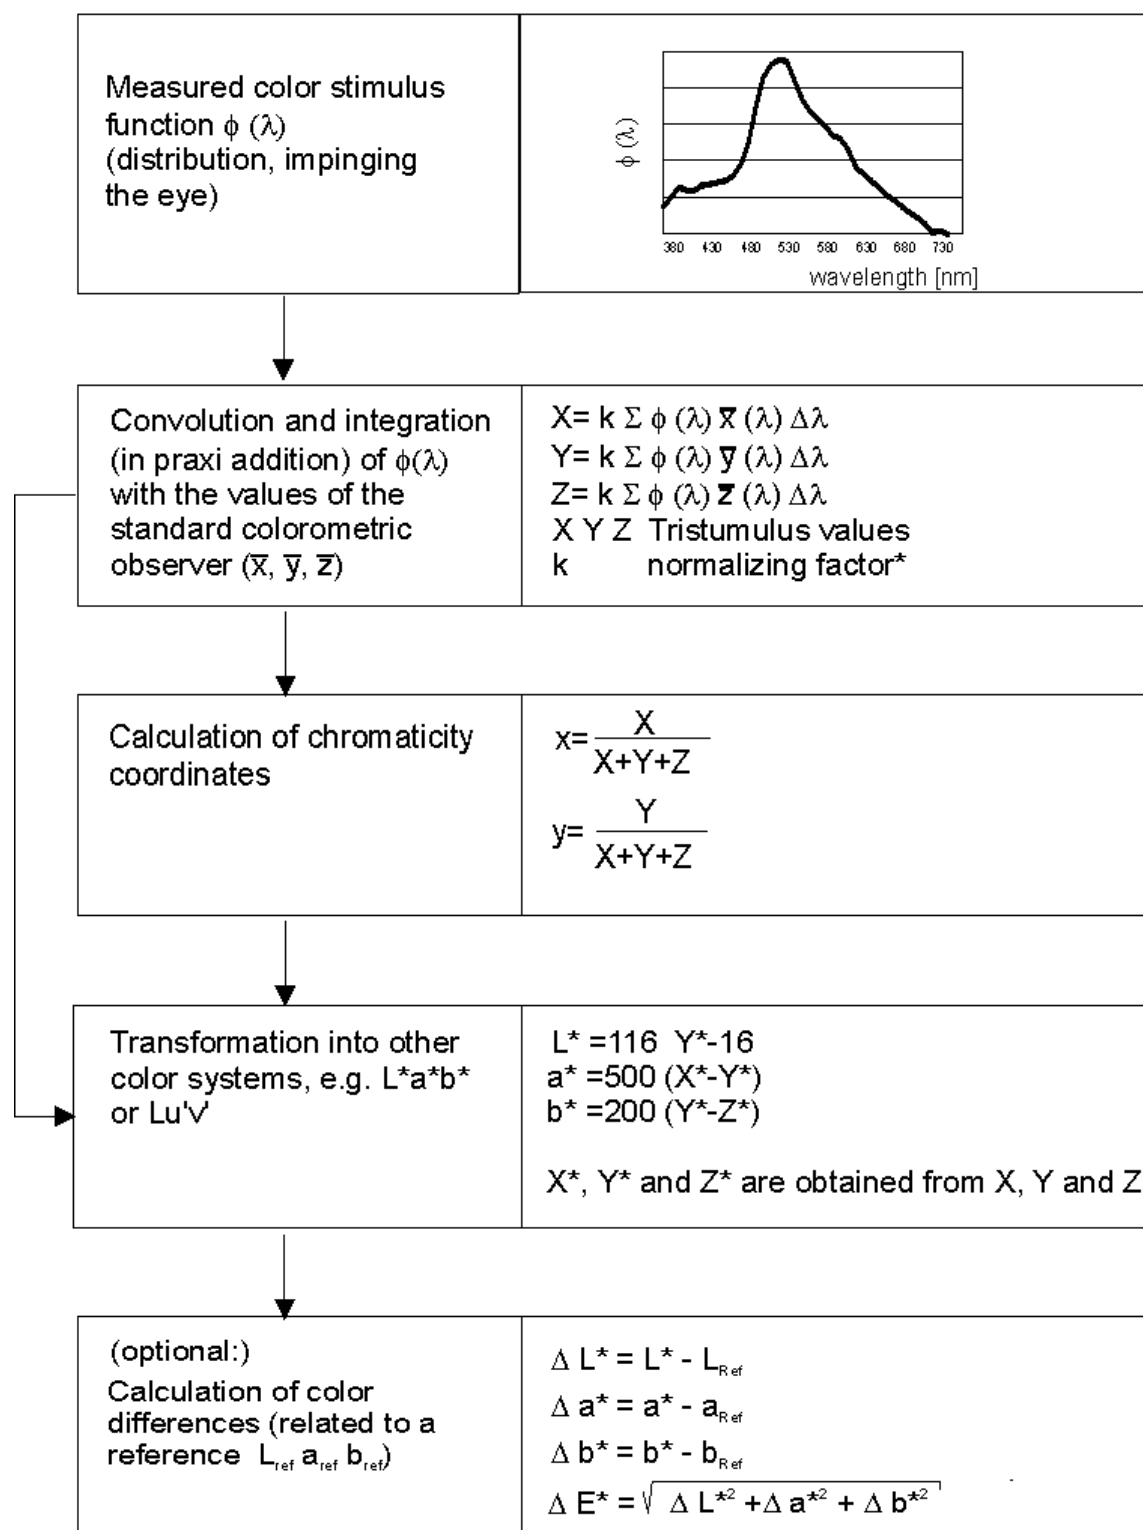 Measured color stimulus
function ϕ (λ)
(distribution, impinging
the eye)
ϕ (λ)
380 430 480 530 580 630 680 730
wavelength [nm]
Convolution and integration
(in praxi addition) of ϕ(λ)
with the values of the
standard colorometric
observer (x̅, y̅, z̅)
X= k Σ ϕ (λ) x̅ (λ) Δλ
Y= k Σ ϕ (λ) y̅ (λ) Δλ
Z= k Σ ϕ (λ) z̅ (λ) Δλ
X Y Z Tristumulus values
k normalizing factor*
Calculation of chromaticity
coordinates
x= X
X+Y+Z
y= Y
X+Y+Z
Transformation into other
color systems, e.g. L*a*b*
or Lu'v'
L* =116 Y*-16
a* =500 (X*-Y*)
b* =200 (Y*-Z*)
X*, Y* and Z* are obtained from X, Y and Z
(optional:)
Calculation of color
differences (related to a
reference L_ref a_ref b_ref)
Δ L* = L* - L_Ref
Δ a* = a* - a_Ref
Δ b* = b* - b_Ref
Δ E* = √ Δ L*² +Δ a*² + Δ b*²